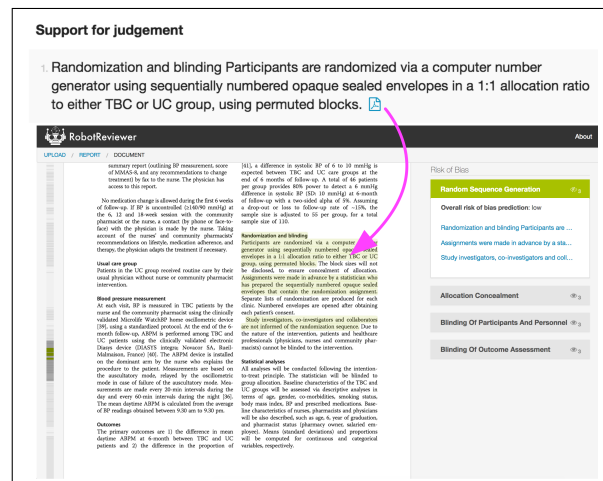 Support for judgement
1. Randomization and blinding Participants are randomized via a computer number
generator using sequentially numbered opaque sealed envelopes in a 1:1 allocation ratio
to either TBC or UC group, using permuted blocks.
RobotReviewer
About
UPLOAD / REPORT / DOCUMENT
summary report (outlining BP measurement, score
of MMAS-8, and any recommendations to change
treatment) by fax to the nurse. The physician has
access to this report.
No medication change is allowed during the first 6 weeks
of follow-up. If BP is uncontrolled (≥140/90 mmHg) at
the 6, 12 and 18-week session with the community
pharmacist or the nurse, a contact (by phone or face-to-
face) with the physician is made by the nurse. Taking
account of the nurses' and community pharmacists'
recommendations on lifestyle, medication adherence, and
therapy, the physician adapts the treatment if necessary.
Usual care group
Patients in the UC group received routine care by their
usual physician without nurse or community pharmacist
intervention.
Blood pressure measurement
At each visit, BP is measured in TBC patients by the
nurse and the community pharmacist using the clinically
validated Microlife WatchBP home oscillometric device
[39], using a standardized protocol. At the end of the 6-
month follow-up, ABPM is performed among TBC and
UC patients using the clinically validated electronic
Diasys device (DIASYS integra; Novacor SA, Rueil-
Malmaison, France) [40]. The ABPM device is installed
on the dominant arm by the nurse who explains the
procedure to the patient. Measurements are based on
the auscultatory mode, relayed by the oscillometric
mode in case of failure of the auscultatory mode. Mea-
surements are made every 20-min intervals during the
day and every 60-min intervals during the night [36].
The mean daytime ABPM is calculated from the average
of BP readings obtained between 9.30 am to 9.30 pm.
Outcomes
The primary outcomes are 1) the difference in mean
daytime ABPM at 6-month between TBC and UC
patients and 2) the difference in the proportion of
[41], a difference in systolic BP of 6 to 10 mmHg is
expected between TBC and UC care groups at the
end of 6 months of follow-up. A total of 46 patients
per group provides 80% power to detect a 6 mmHg
difference in systolic BP (SD: 10 mmHg) at 6-month
of follow-up with a two-sided alpha of 5%. Assuming
a drop-out or loss to follow-up rate of ~15%, the
sample size is adjusted to 55 per group, for a total
sample size of 110.
Randomization and blinding
Participants are randomized via a computer
generator using sequentially numbered opaque
envelopes in a 1:1 allocation ratio to either TBC or UC
group, using permuted blocks. The block sizes will not
be disclosed, to ensure concealment of allocation.
Assignments were made in advance by a statistician who
has prepared the sequentially numbered opaque sealed
envelopes that contain the randomization assignment.
Separate lists of randomization are produced for each
clinic. Numbered envelopes are opened after obtaining
each patient's consent.
Study investigators, co-investigators and collaborators
are not informed of the randomization sequence. Due to
the nature of the intervention, patients and healthcare
professionals (physicians, nurses and community phar-
macists) cannot be blinded to the intervention.
Statistical analyses
All analyses will be conducted following the intention-
to-treat principle. The statistician will be blinded to
group allocation. Baseline characteristics of the TBC and
UC groups will be assessed via descriptive analyses in
terms of age, gender, co-morbidities, smoking status,
body mass index, BP and prescribed medications. Base-
line characteristics of nurses, pharmacists and physicians
will be also described, such as age, 6, year of graduation,
and pharmacist status (pharmacy owner, salaried em-
ployee). Means (standard deviations) and proportions
will be computed for continuous and categorical
variables, respectively.
Risk of Bias
Random Sequence Generation 3
Overall risk of bias prediction: low
Randomization and blinding Participants are ...
Assignments were made in advance by a sta...
Study investigators, co-investigators and coll...
Allocation Concealment 3
Blinding Of Participants And Personnel 3
Blinding Of Outcome Assessment 3